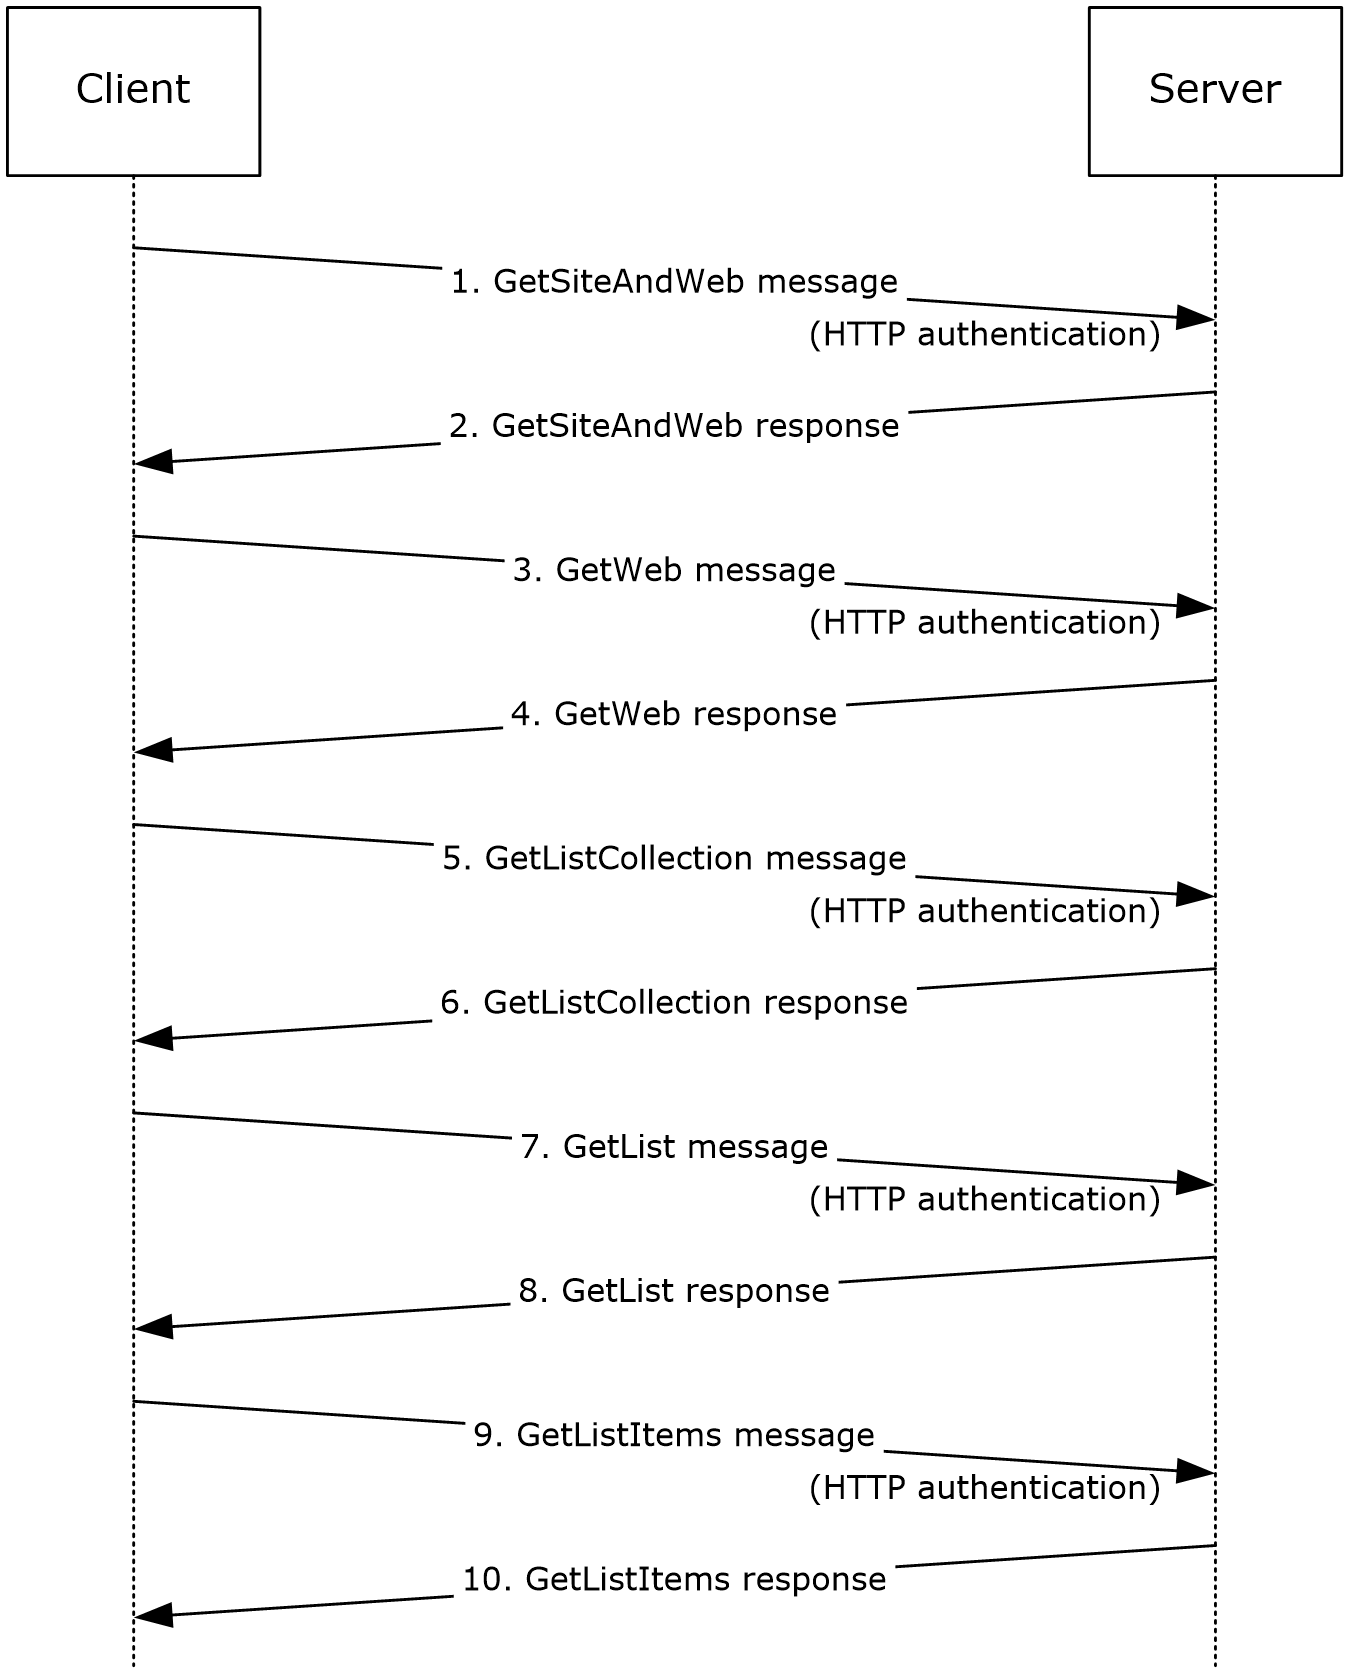 Client
Server
1. GetSiteAndWeb message
(HTTP authentication)
2. GetSiteAndWeb response
3. GetWeb message
(HTTP authentication)
4. GetWeb response
5. GetListCollection message
(HTTP authentication)
6. GetListCollection response
7. GetList message
(HTTP authentication)
8. GetList response
9. GetListItems message
(HTTP authentication)
10. GetListItems response